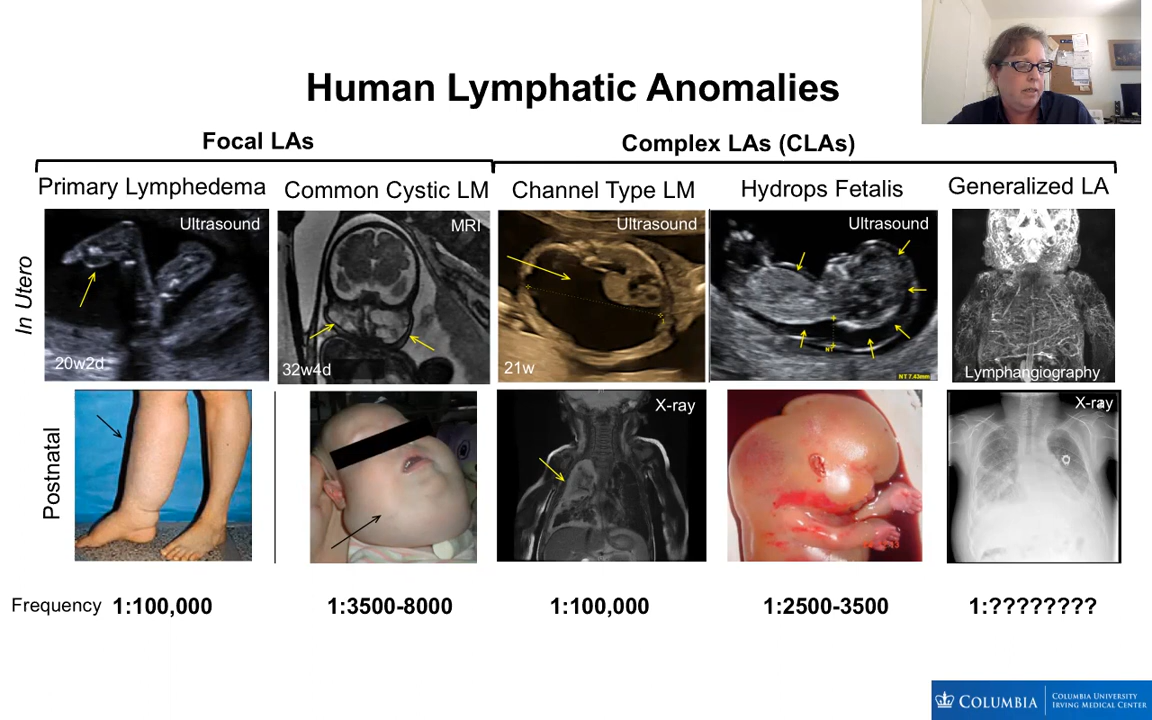 Human Lymphatic Anomalies
Focal LAs
Complex LAs (CLAs)
Primary Lymphedema
Common Cystic LM
Channel Type LM
Hydrops Fetalis
Generalized LA
In Utero
Ultrasound
20w2d
MRI
32w4d
Ultrasound
21w
Ultrasound
NT
NT 7.43mm
Lymphangiography
Postnatal
X-ray
X-ray
Frequency 1:100,000
1:3500-8000
1:100,000
1:2500-3500
1:????????
COLUMBIA
COLUMBIA UNIVERSITY
IRVING MEDICAL CENTER